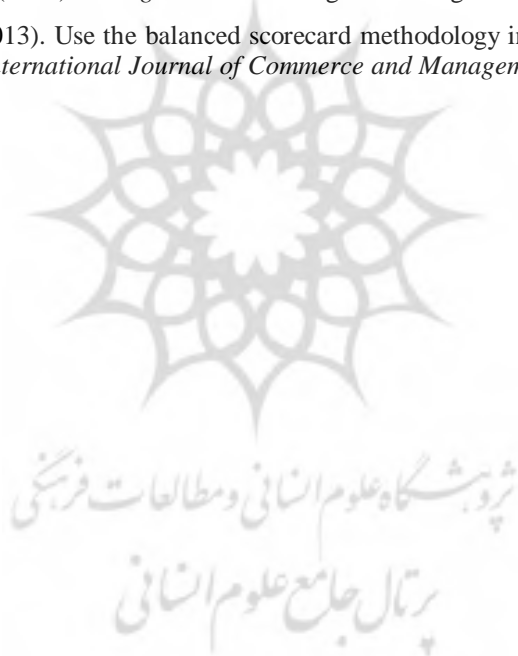 013). Use the balanced scorecard methodology in
ternational Journal of Commerce and Managem
پژوهشگاه علوم انسانی و مطالعات فرهنگی
پرتال جامع علوم انسانی